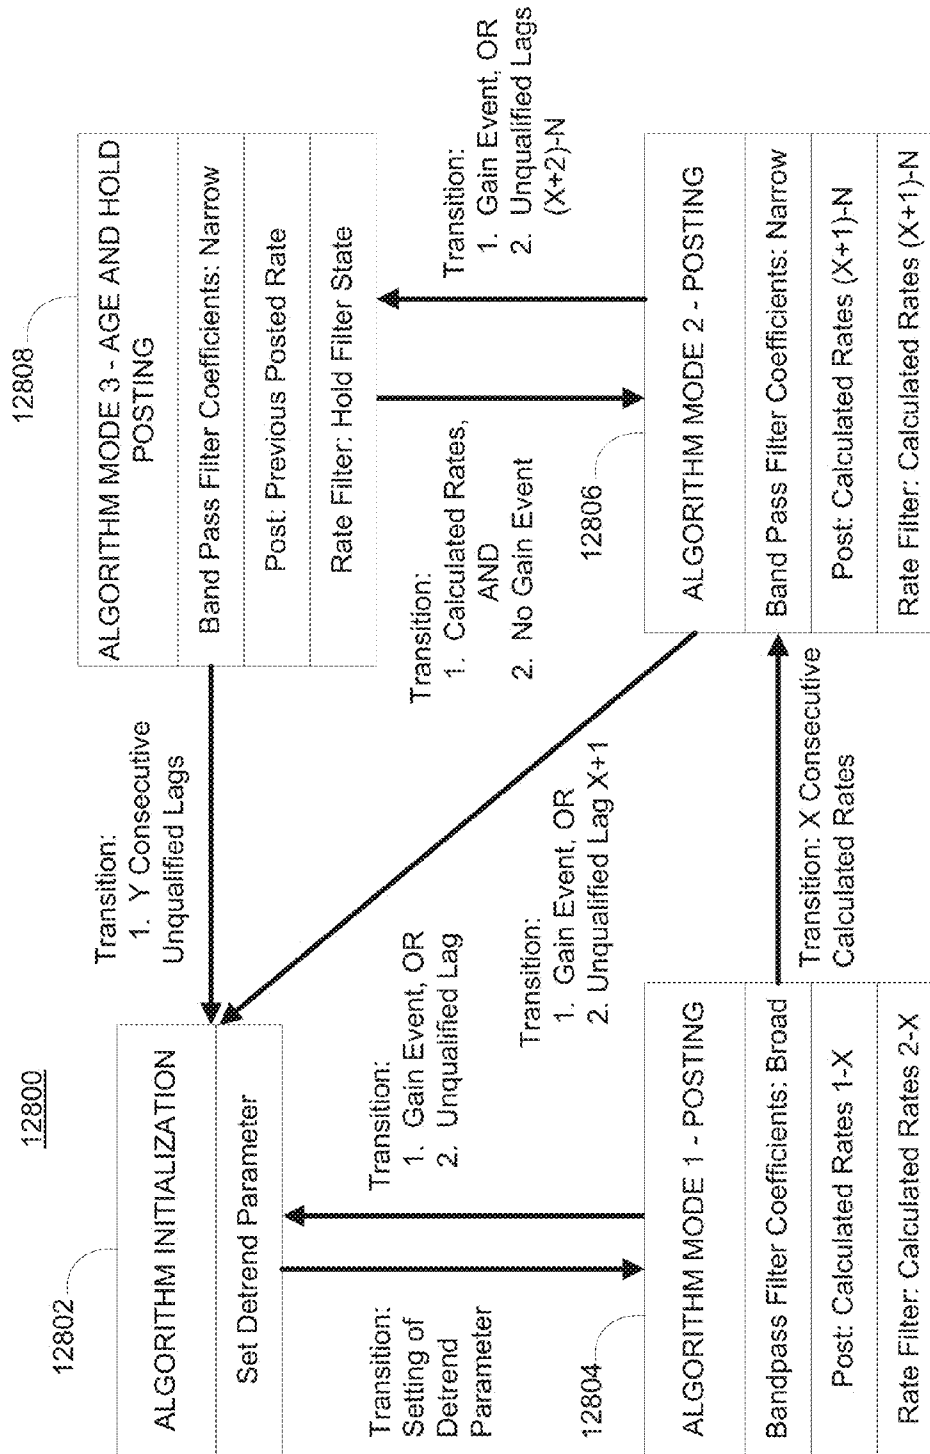 12800
12802
ALGORITHM INITIALIZATION
Set Detrend Parameter
Transition:
1. Y Consecutive
Unqualified Lags
12808
ALGORITHM MODE 3 - AGE AND HOLD
POSTING
Band Pass Filter Coefficients: Narrow
Post: Previous Posted Rate
Rate Filter: Hold Filter State
Transition:
Setting of
Detrend
Parameter
Transition:
1. Gain Event, OR
2. Unqualified Lag
Transition:
1. Gain Event, OR
2. Unqualified Lag X+1
Transition:
1. Calculated Rates,
AND
2. No Gain Event
Transition:
1. Gain Event, OR
2. Unqualified Lags
(X+2)-N
12804
ALGORITHM MODE 1 - POSTING
Bandpass Filter Coefficients: Broad
Post: Calculated Rates 1-X
Rate Filter: Calculated Rates 2-X
Transition: X Consecutive
Calculated Rates
12806
ALGORITHM MODE 2 - POSTING
Band Pass Filter Coefficients: Narrow
Post: Calculated Rates (X+1)-N
Rate Filter: Calculated Rates (X+1)-N